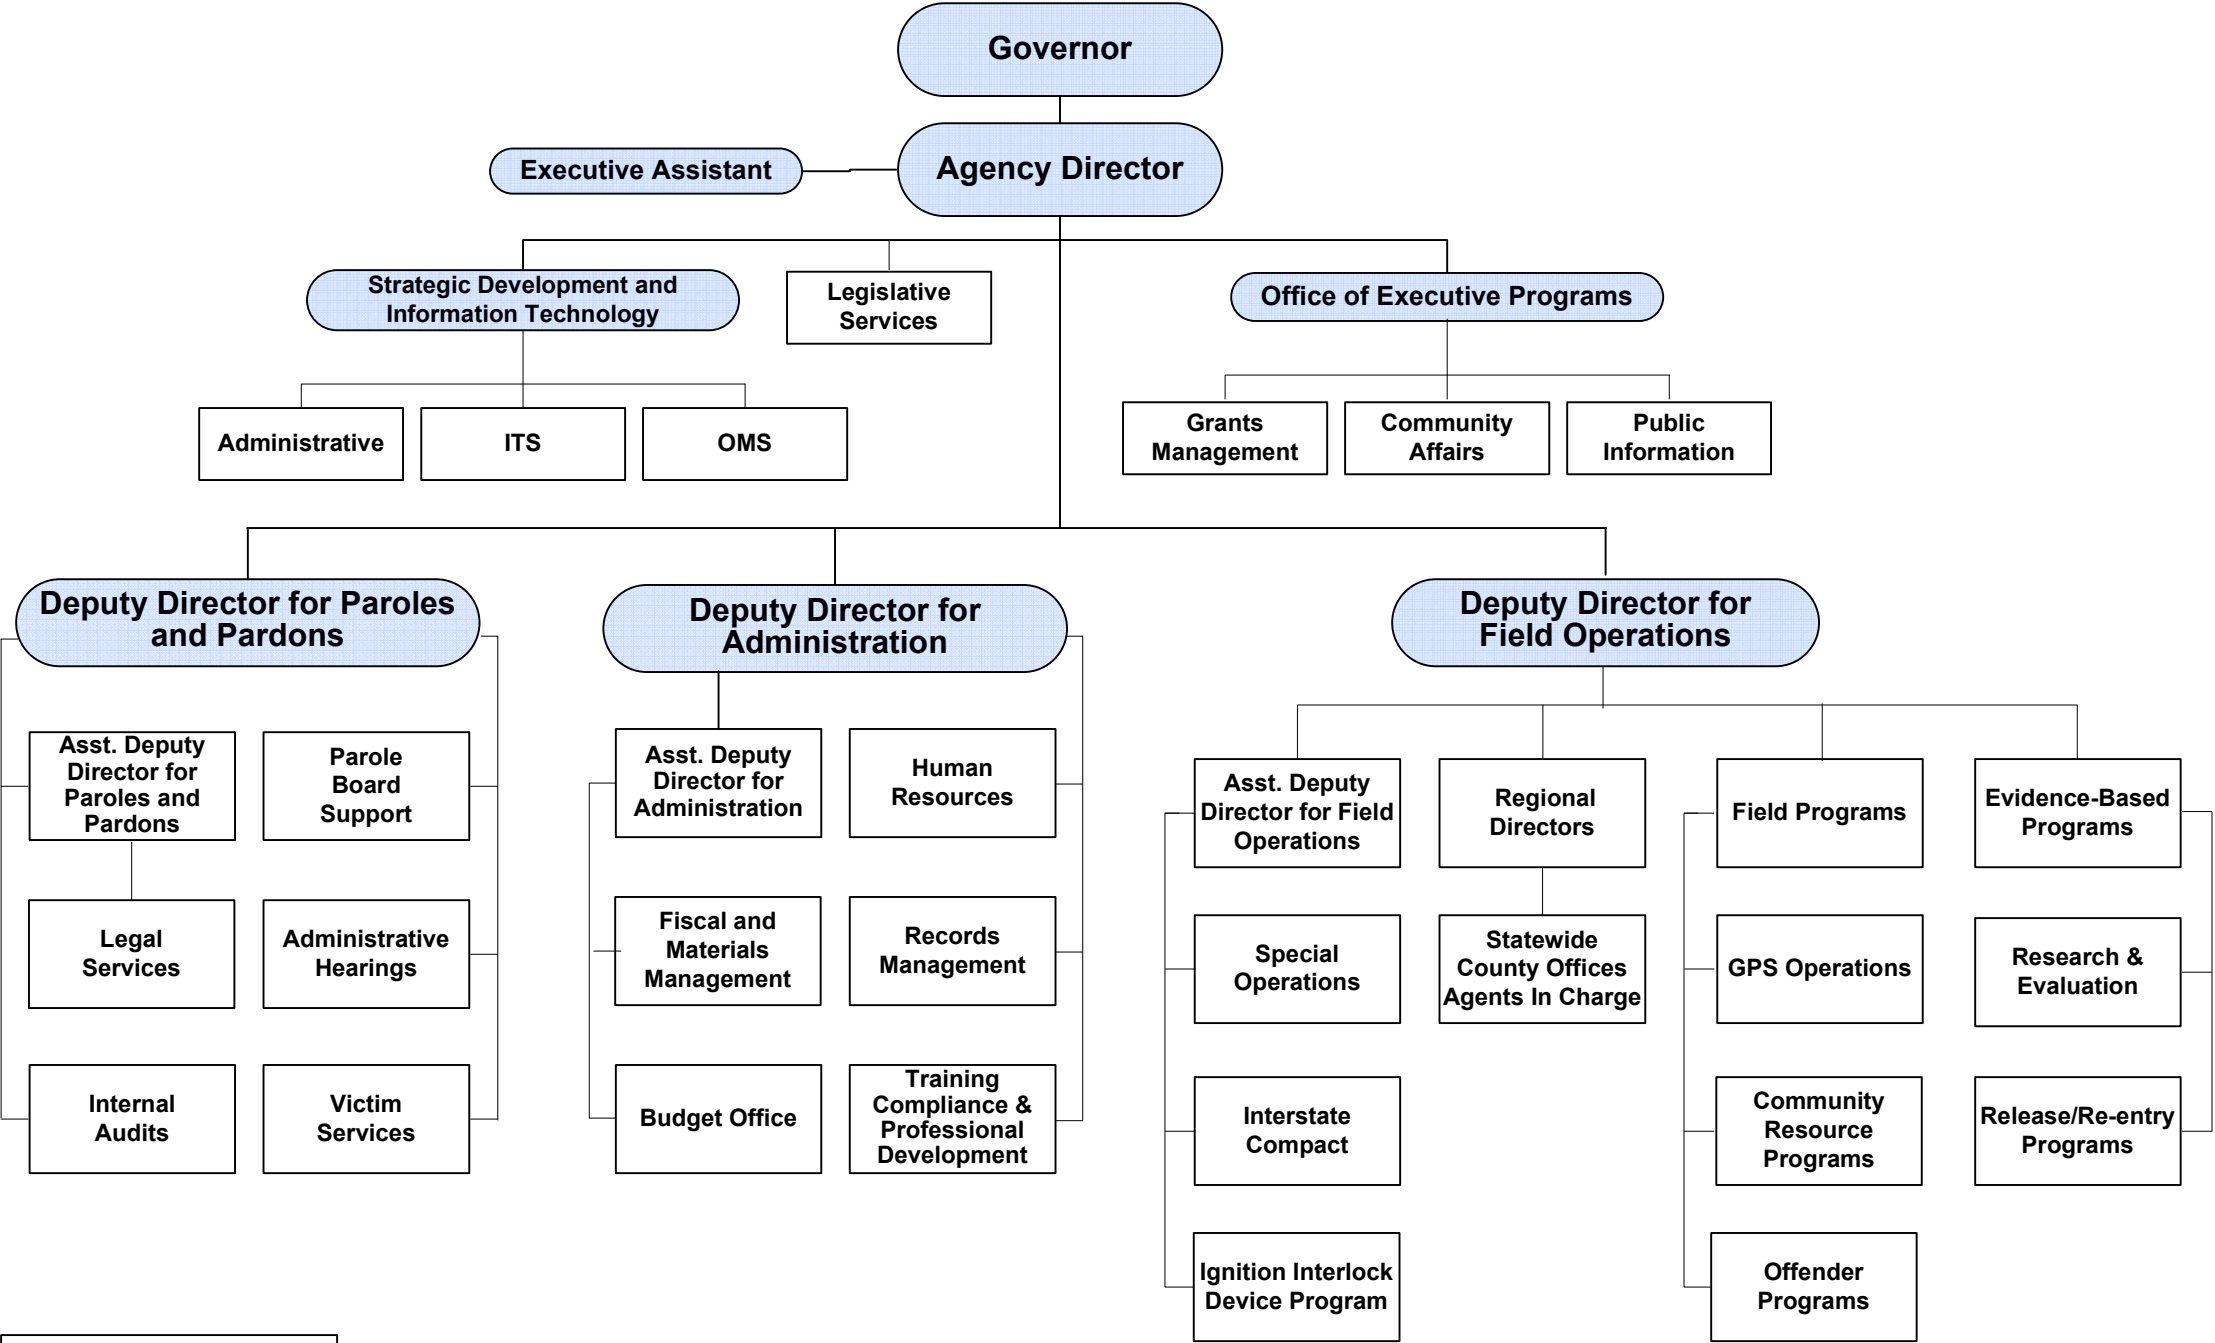 Governor
Executive Assistant
Agency Director
Strategic Development and
Information Technology
Legislative
Services
Office of Executive Programs
Administrative
ITS
OMS
Grants
Management
Community
Affairs
Public
Information
Deputy Director for Paroles
and Pardons
Deputy Director for
Administration
Deputy Director for
Field Operations
Asst. Deputy
Director for
Paroles and
Pardons
Parole
Board
Support
Legal
Services
Administrative
Hearings
Internal
Audits
Victim
Services
Asst. Deputy
Director for
Administration
Human
Resources
Fiscal and
Materials
Management
Records
Management
Budget Office
Training
Compliance &
Professional
Development
Asst. Deputy
Director for Field
Operations
Regional
Directors
Field Programs
Evidence-Based
Programs
Special
Operations
Statewide
County Offices
Agents In Charge
GPS Operations
Research &
Evaluation
Interstate
Compact
Community
Resource
Programs
Release/Re-entry
Programs
Ignition Interlock
Device Program
Offender
Programs